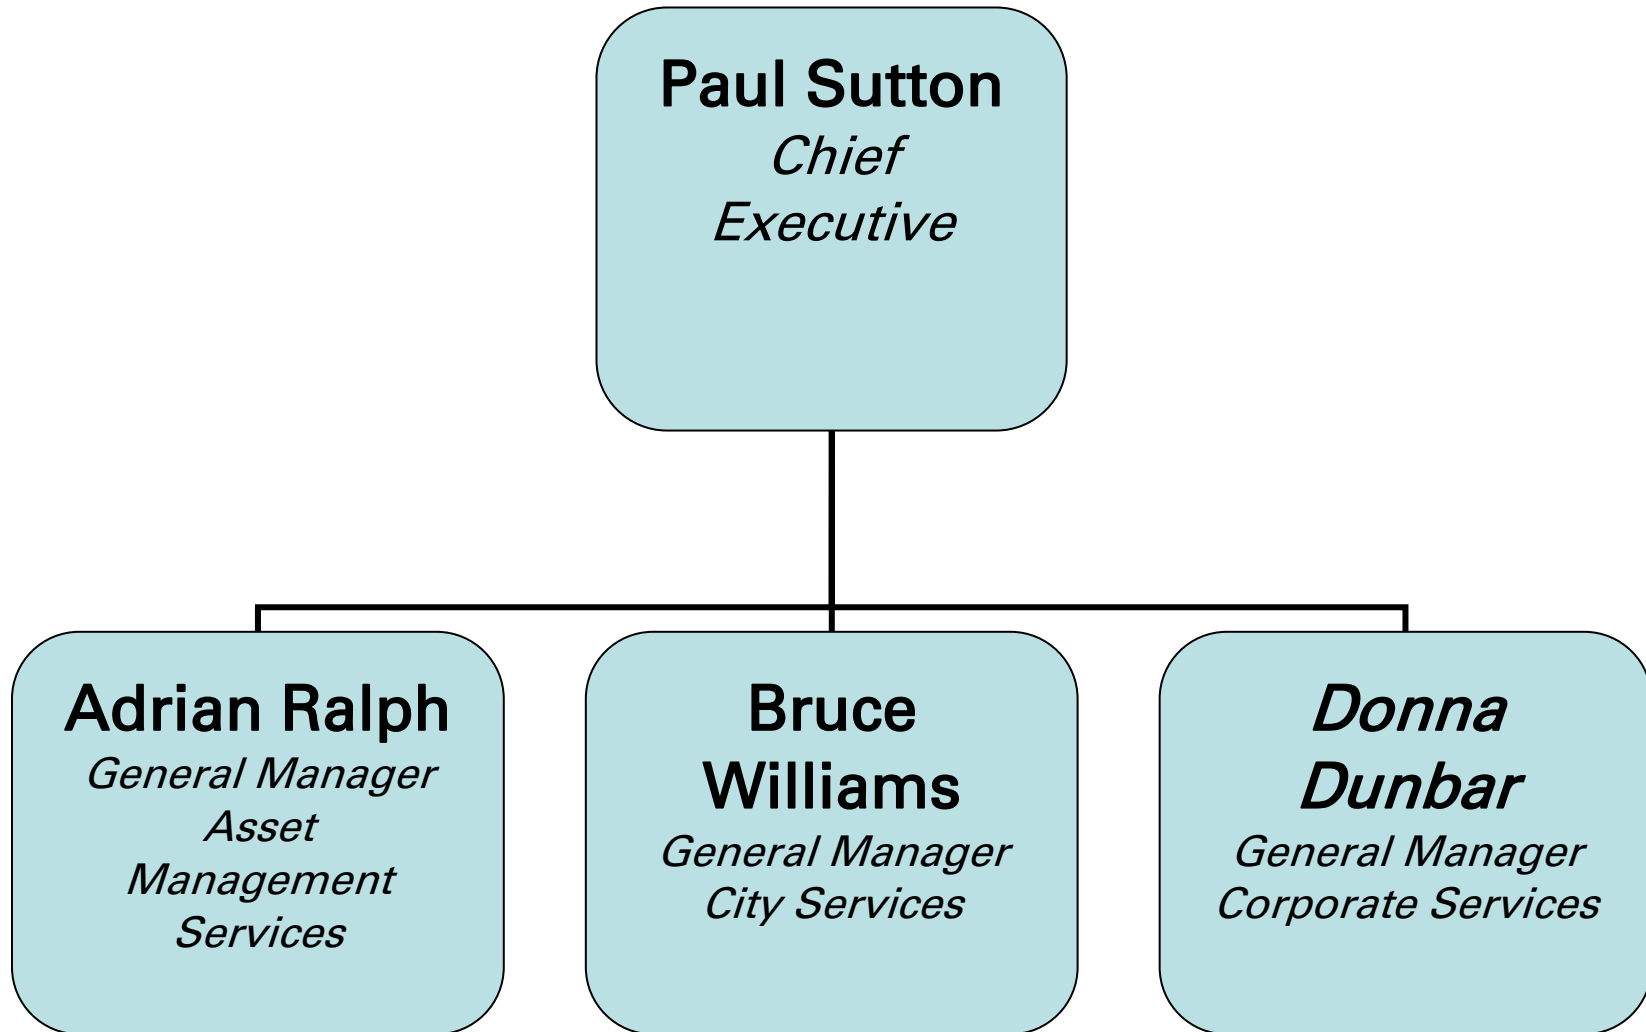 Paul Sutton
Chief
Executive
Adrian Ralph
General Manager
Asset
Management
Services
Bruce
Williams
General Manager
City Services
Donna
Dunbar
General Manager
Corporate Services